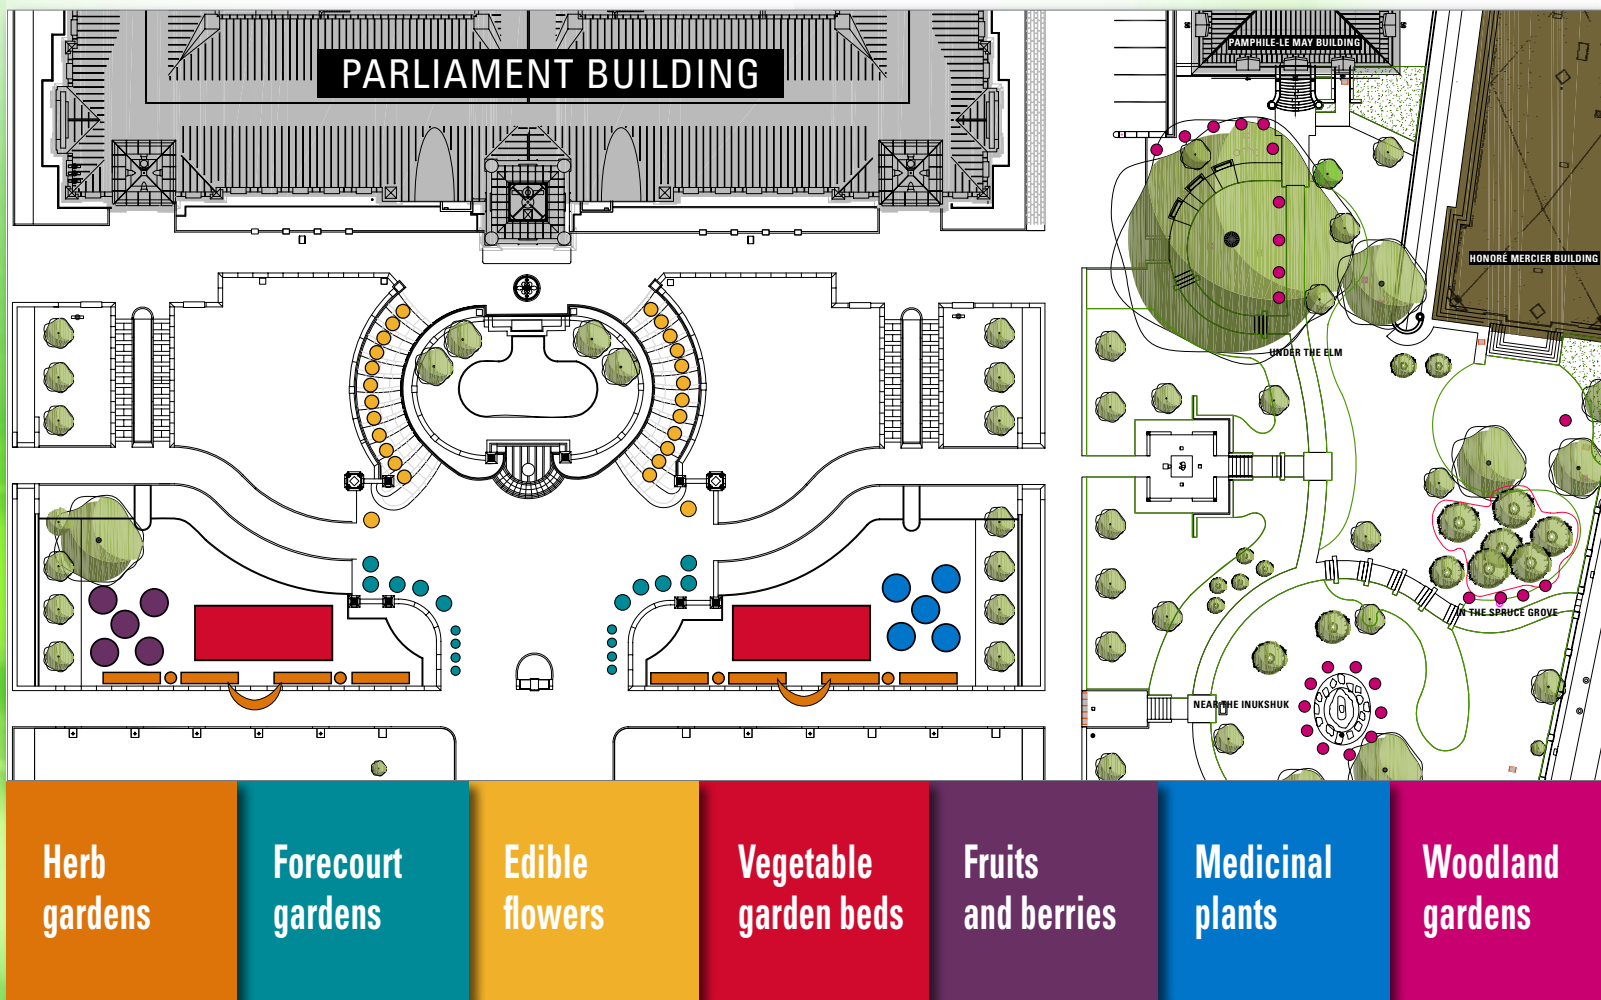 PARLIAMENT BUILDING
PAMPHILE-LE MAY BUILDING
HONORÉ MERCIER BUILDING
UNDER THE ELM
IN THE SPRUCE GROVE
NEAR THE INUKSHUK
Herb
gardens
Forecourt
gardens
Edible
flowers
Vegetable
garden beds
Fruits
and berries
Medicinal
plants
Woodland
gardens